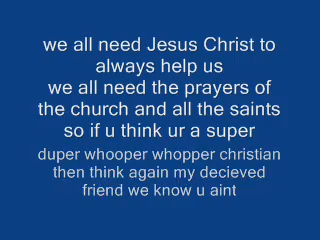 we all need Jesus Christ to
always help us
we all need the prayers of
the church and all the saints
so if u think ur a super
duper whooper whopper christian
then think again my decieved
friend we know u aint